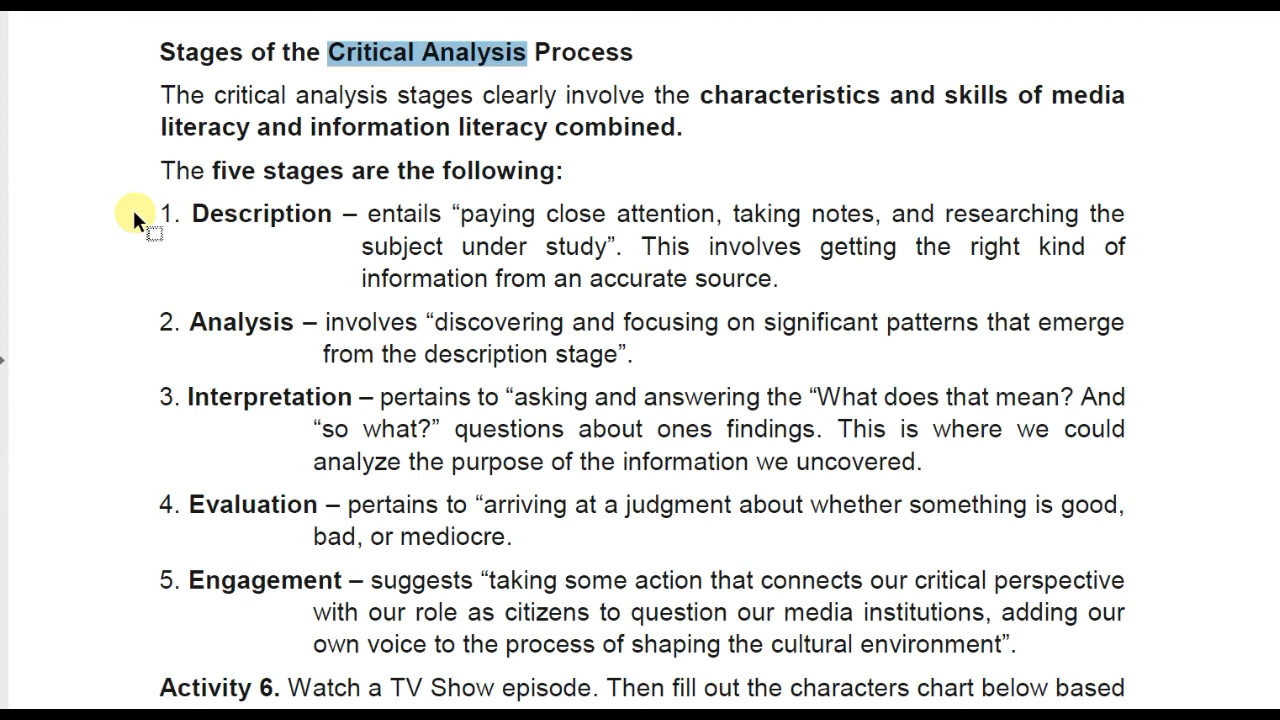 Stages of the Critical Analysis Process
The critical analysis stages clearly involve the characteristics and skills of media
literacy and information literacy combined.
The five stages are the following:
1. Description – entails “paying close attention, taking notes, and researching the
subject under study”. This involves getting the right kind of
information from an accurate source.
2. Analysis – involves “discovering and focusing on significant patterns that emerge
from the description stage”.
3. Interpretation – pertains to “asking and answering the “What does that mean? And
“so what?” questions about ones findings. This is where we could
analyze the purpose of the information we uncovered.
4. Evaluation – pertains to “arriving at a judgment about whether something is good,
bad, or mediocre.
5. Engagement – suggests “taking some action that connects our critical perspective
with our role as citizens to question our media institutions, adding our
own voice to the process of shaping the cultural environment”.
Activity 6. Watch a TV Show episode. Then fill out the characters chart below based